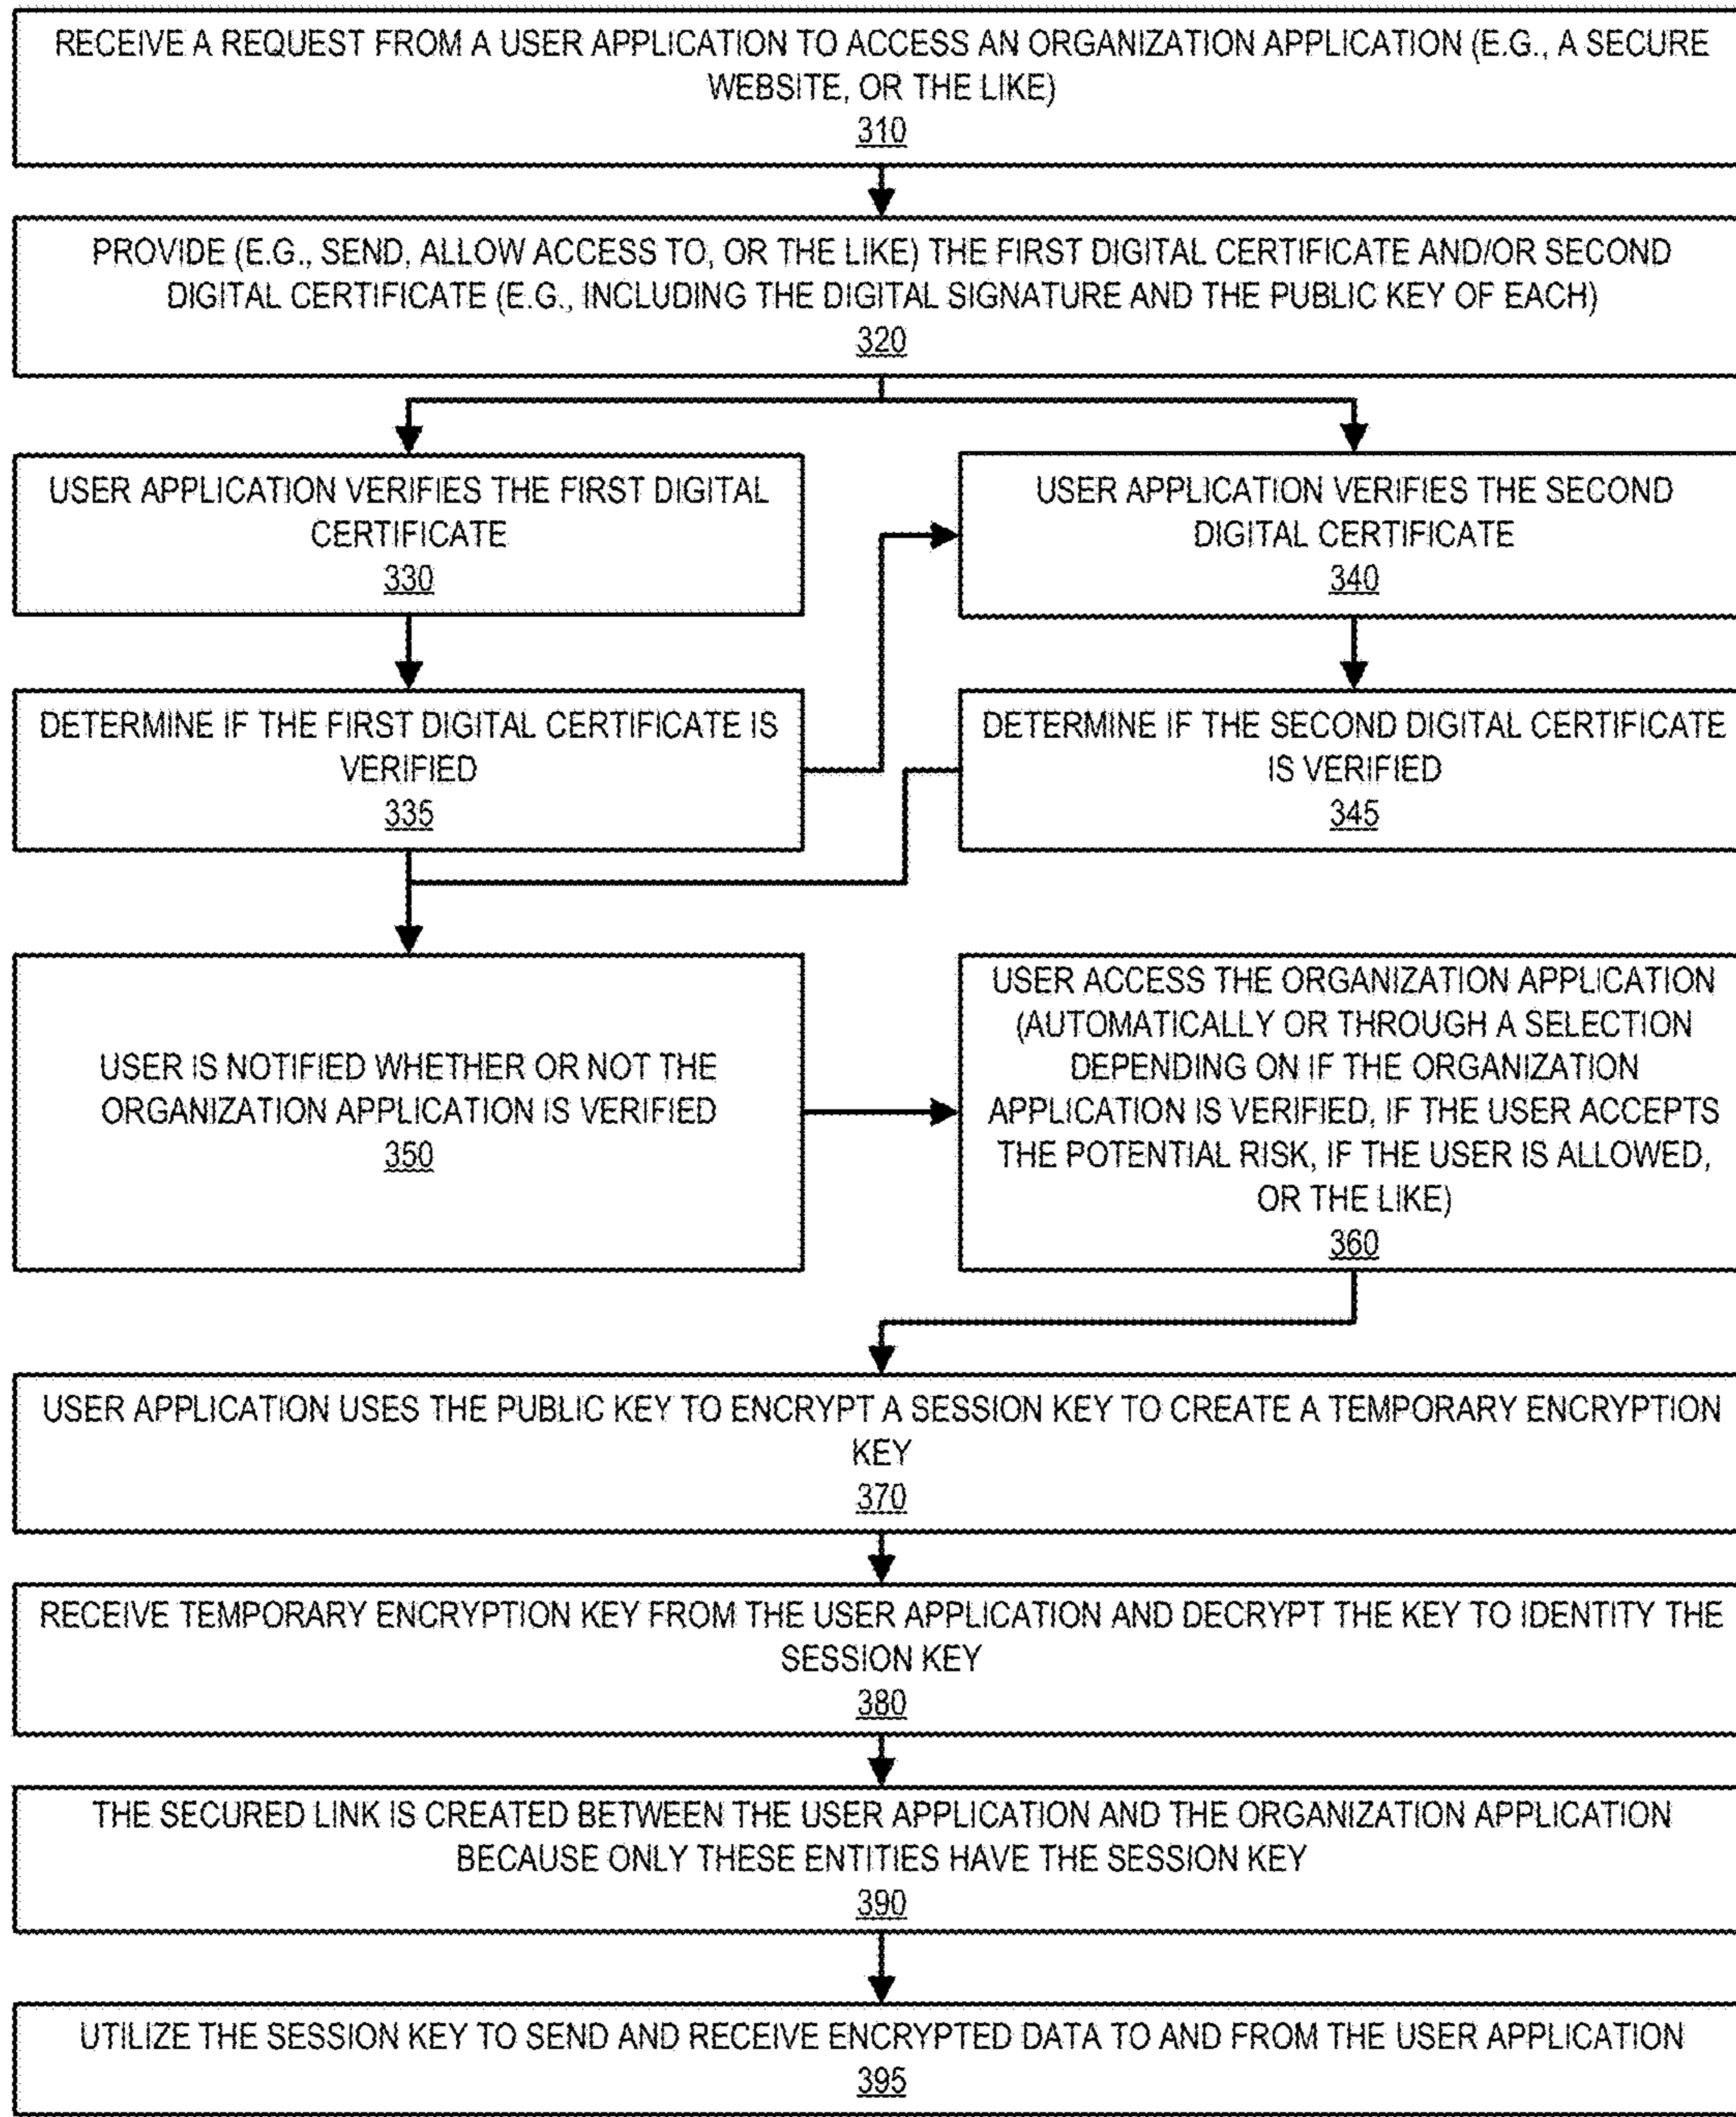 RECEIVE A REQUEST FROM A USER APPLICATION TO ACCESS AN ORGANIZATION APPLICATION (E.G., A SECURE
WEBSITE, OR THE LIKE)
310
PROVIDE (E.G., SEND, ALLOW ACCESS TO, OR THE LIKE) THE FIRST DIGITAL CERTIFICATE AND/OR SECOND
DIGITAL CERTIFICATE (E.G., INCLUDING THE DIGITAL SIGNATURE AND THE PUBLIC KEY OF EACH)
320
USER APPLICATION VERIFIES THE FIRST DIGITAL
CERTIFICATE
330
USER APPLICATION VERIFIES THE SECOND
DIGITAL CERTIFICATE
340
DETERMINE IF THE FIRST DIGITAL CERTIFICATE IS
VERIFIED
335
DETERMINE IF THE SECOND DIGITAL CERTIFICATE
IS VERIFIED
345
USER IS NOTIFIED WHETHER OR NOT THE
ORGANIZATION APPLICATION IS VERIFIED
350
USER ACCESS THE ORGANIZATION APPLICATION
(AUTOMATICALLY OR THROUGH A SELECTION
DEPENDING ON IF THE ORGANIZATION
APPLICATION IS VERIFIED, IF THE USER ACCEPTS
THE POTENTIAL RISK, IF THE USER IS ALLOWED,
OR THE LIKE)
360
USER APPLICATION USES THE PUBLIC KEY TO ENCRYPT A SESSION KEY TO CREATE A TEMPORARY ENCRYPTION
KEY
370
RECEIVE TEMPORARY ENCRYPTION KEY FROM THE USER APPLICATION AND DECRYPT THE KEY TO IDENTITY THE
SESSION KEY
380
THE SECURED LINK IS CREATED BETWEEN THE USER APPLICATION AND THE ORGANIZATION APPLICATION
BECAUSE ONLY THESE ENTITIES HAVE THE SESSION KEY
390
UTILIZE THE SESSION KEY TO SEND AND RECEIVE ENCRYPTED DATA TO AND FROM THE USER APPLICATION
395